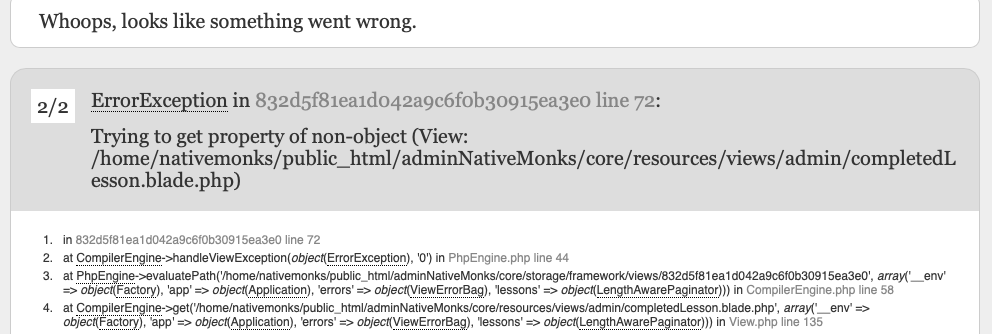 Whoops, looks like something went wrong.
2/2
ErrorException in 832d5f81ea1d042a9c6f0b30915ea3e0 line 72:
Trying to get property of non-object (View:
/home/nativemonks/public_html/adminNativeMonks/core/resources/views/admin/completedL
esson.blade.php)
1. in 832d5f81ea1d042a9c6f0b30915ea3e0 line 72
2. at CompilerEngine->handleViewException(object(ErrorException), '0') in PhpEngine.php line 44
3. at PhpEngine->evaluatePath('/home/nativemonks/public_html/adminNativeMonks/core/storage/framework/views/832d5f81ea1d042a9c6f0b30915ea3e0', array('__env'
=> object(Factory), 'app' => object(Application), 'errors' => object(ViewErrorBag), 'lessons' => object(LengthAwarePaginator))) in CompilerEngine.php line 58
4. at CompilerEngine->get('/home/nativemonks/public_html/adminNativeMonks/core/resources/views/admin/completedLesson.blade.php', array('__env' =>
object(Factory), 'app' => object(Application), 'errors' => object(ViewErrorBag), 'lessons' => object(LengthAwarePaginator))) in View.php line 135